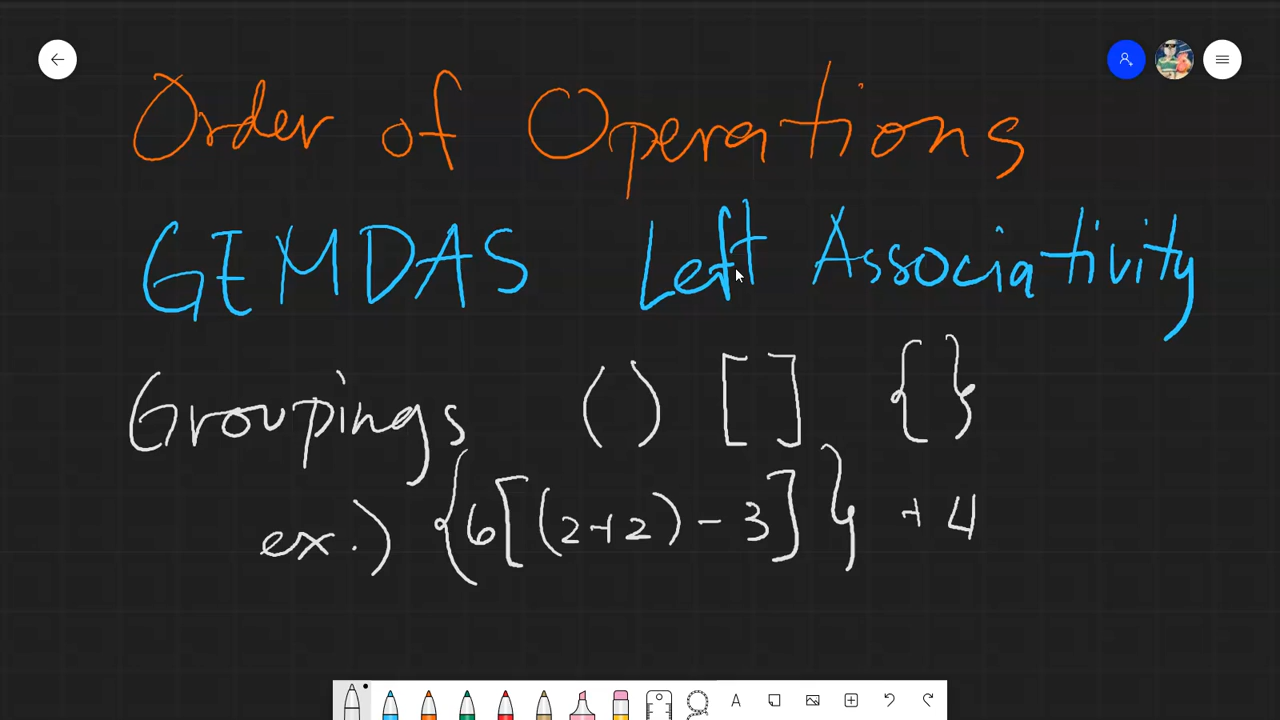 Order of Operations
GEMDAS Left Associativity
Groupings () [] {}
ex.) {6[(2+2)-3]} + 4
A